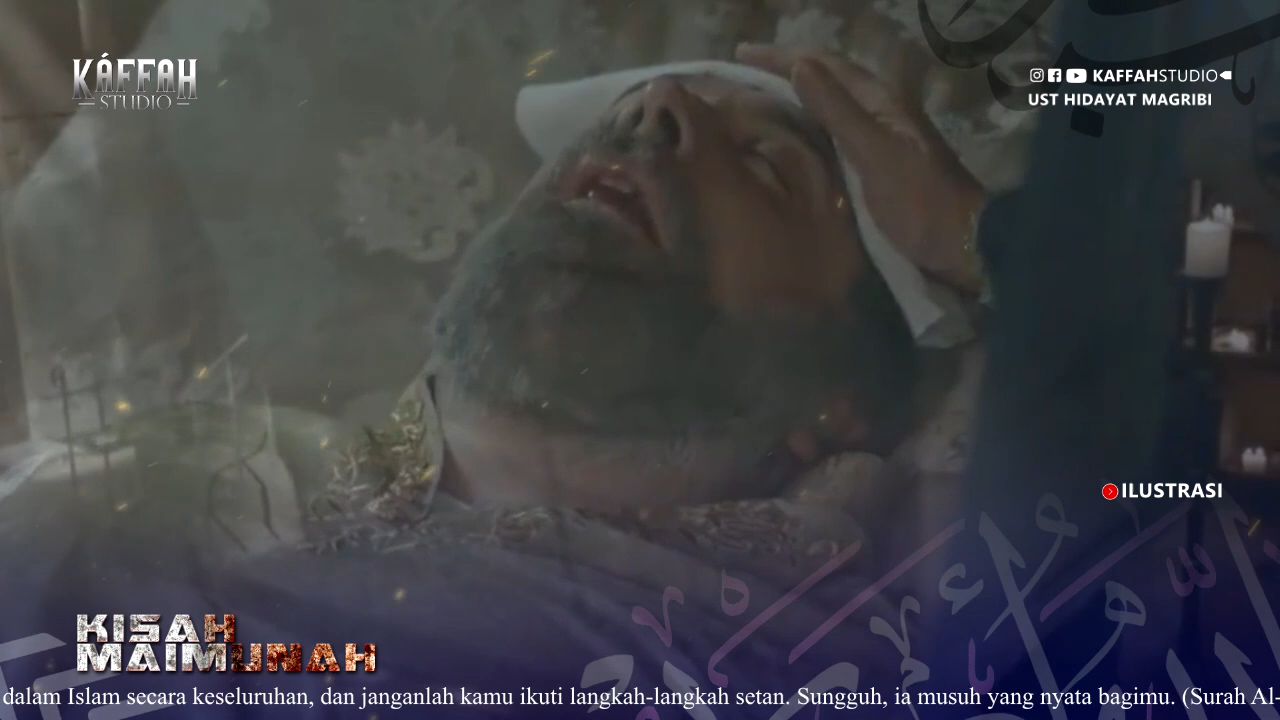 KÁFFAH
STUDIO
KAFFAHSTUDIO
UST HIDAYAT MAGRIBI
ILUSTRASI
KISAH
MAIMUNAH
dalam Islam secara keseluruhan, dan janganlah kamu ikuti langkah-langkah setan. Sungguh, ia musuh yang nyata bagimu. (Surah Al-